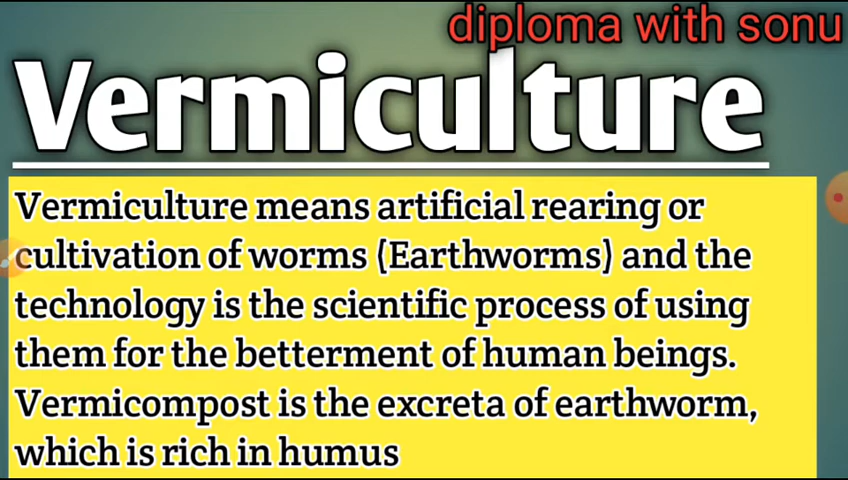 diploma with sonu
Vermiculture
Vermiculture means artificial rearing or
cultivation of worms (Earthworms) and the
technology is the scientific process of using
them for the betterment of human beings.
Vermicompost is the excreta of earthworm,
which is rich in humus